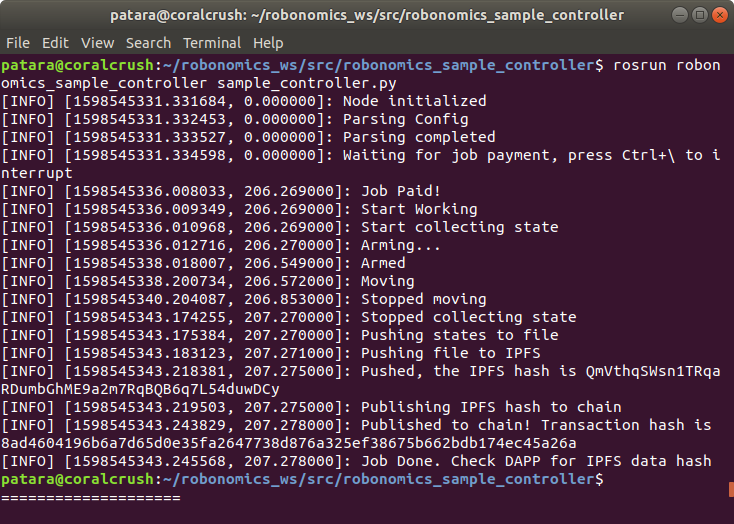 patara@coralcrush: ~/robonomics_ws/src/robonomics_sample_controller
File Edit View Search Terminal Help
patara@coralcrush:~/robonomics_ws/src/robonomics_sample_controller$ rosrun robon
omics_sample_controller sample_controller.py
[INFO] [1598545331.331684, 0.000000]: Node initialized
[INFO] [1598545331.332453, 0.000000]: Parsing Config
[INFO] [1598545331.333527, 0.000000]: Parsing completed
[INFO] [1598545331.334598, 0.000000]: Waiting for job payment, press Ctrl+\ to i
nterrupt
[INFO] [1598545336.008033, 206.269000]: Job Paid!
[INFO] [1598545336.009349, 206.269000]: Start Working
[INFO] [1598545336.010968, 206.269000]: Start collecting state
[INFO] [1598545336.012716, 206.270000]: Arming...
[INFO] [1598545338.018007, 206.549000]: Armed
[INFO] [1598545338.200734, 206.572000]: Moving
[INFO] [1598545340.204087, 206.853000]: Stopped moving
[INFO] [1598545343.174255, 207.270000]: Stopped collecting state
[INFO] [1598545343.175384, 207.270000]: Pushing states to file
[INFO] [1598545343.183123, 207.271000]: Pushing file to IPFS
[INFO] [1598545343.218381, 207.275000]: Pushed, the IPFS hash is QmVthqSWsn1TRqa
RDumbGhME9a2m7RqBQB6q7L54duwDCy
[INFO] [1598545343.219503, 207.275000]: Publishing IPFS hash to chain
[INFO] [1598545343.243829, 207.278000]: Published to chain! Transaction hash is
8ad4604196b6a7d65d0e35fa2647738d876a325ef38675b662bdb174ec45a26a
[INFO] [1598545343.245568, 207.278000]: Job Done. Check DAPP for IPFS data hash
patara@coralcrush:~/robonomics_ws/src/robonomics_sample_controller$
====================